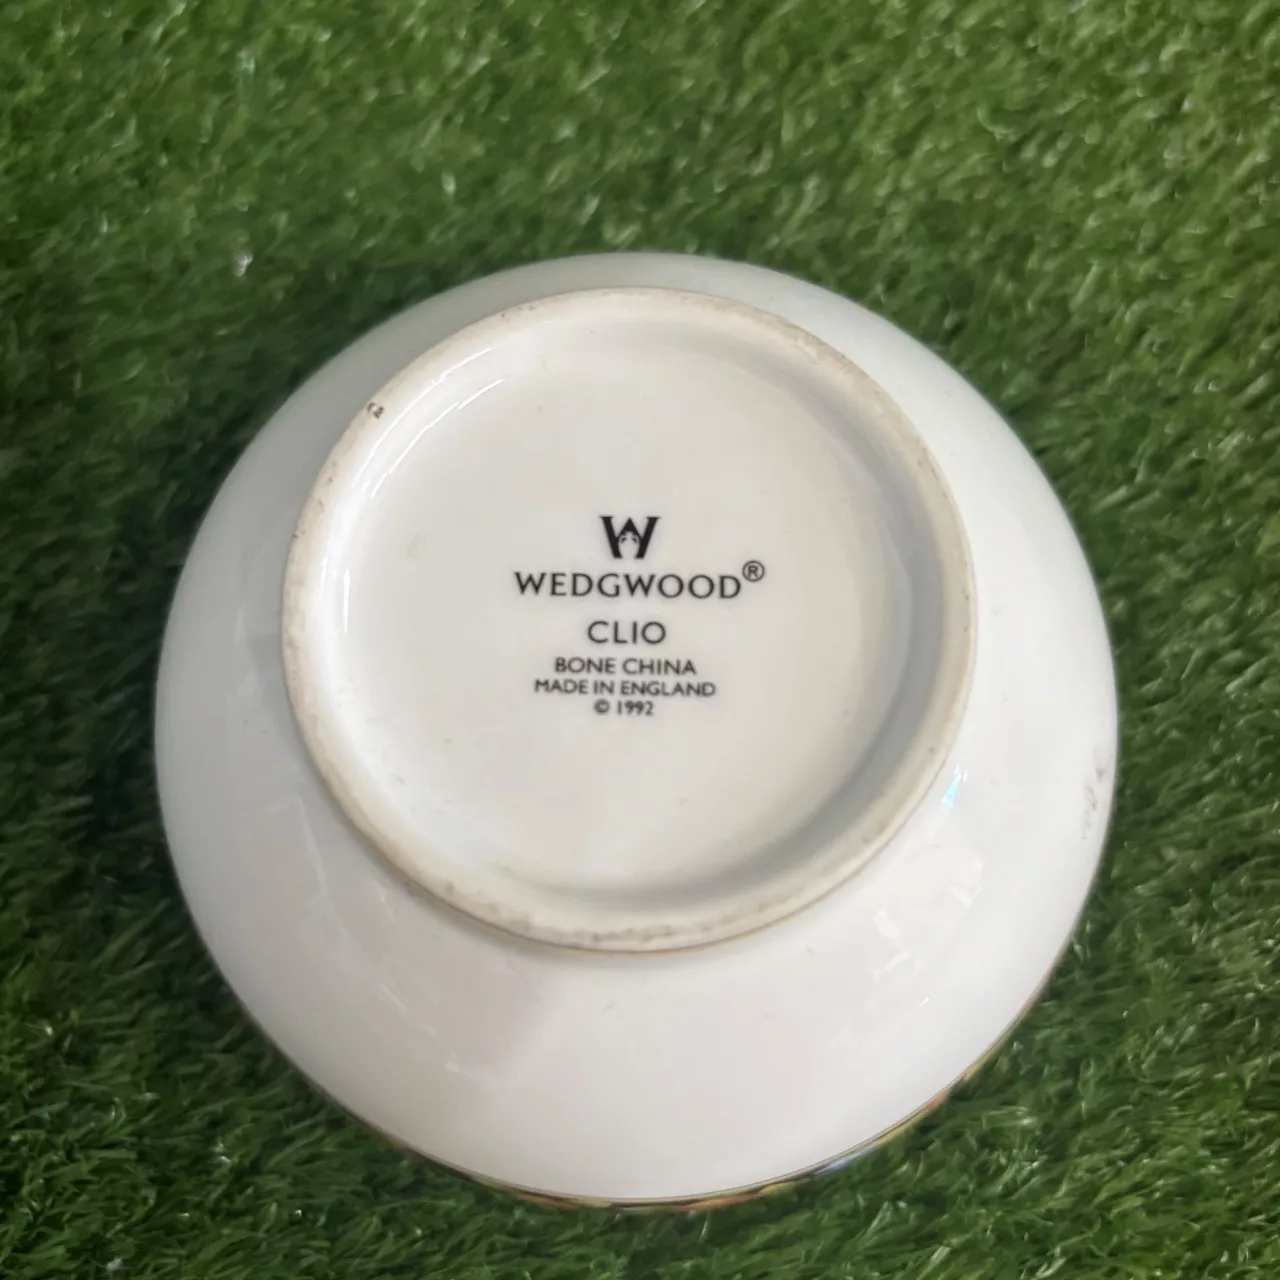 W
WEDGWOOD®
CLIO
BONE CHINA
MADE IN ENGLAND
© 1992